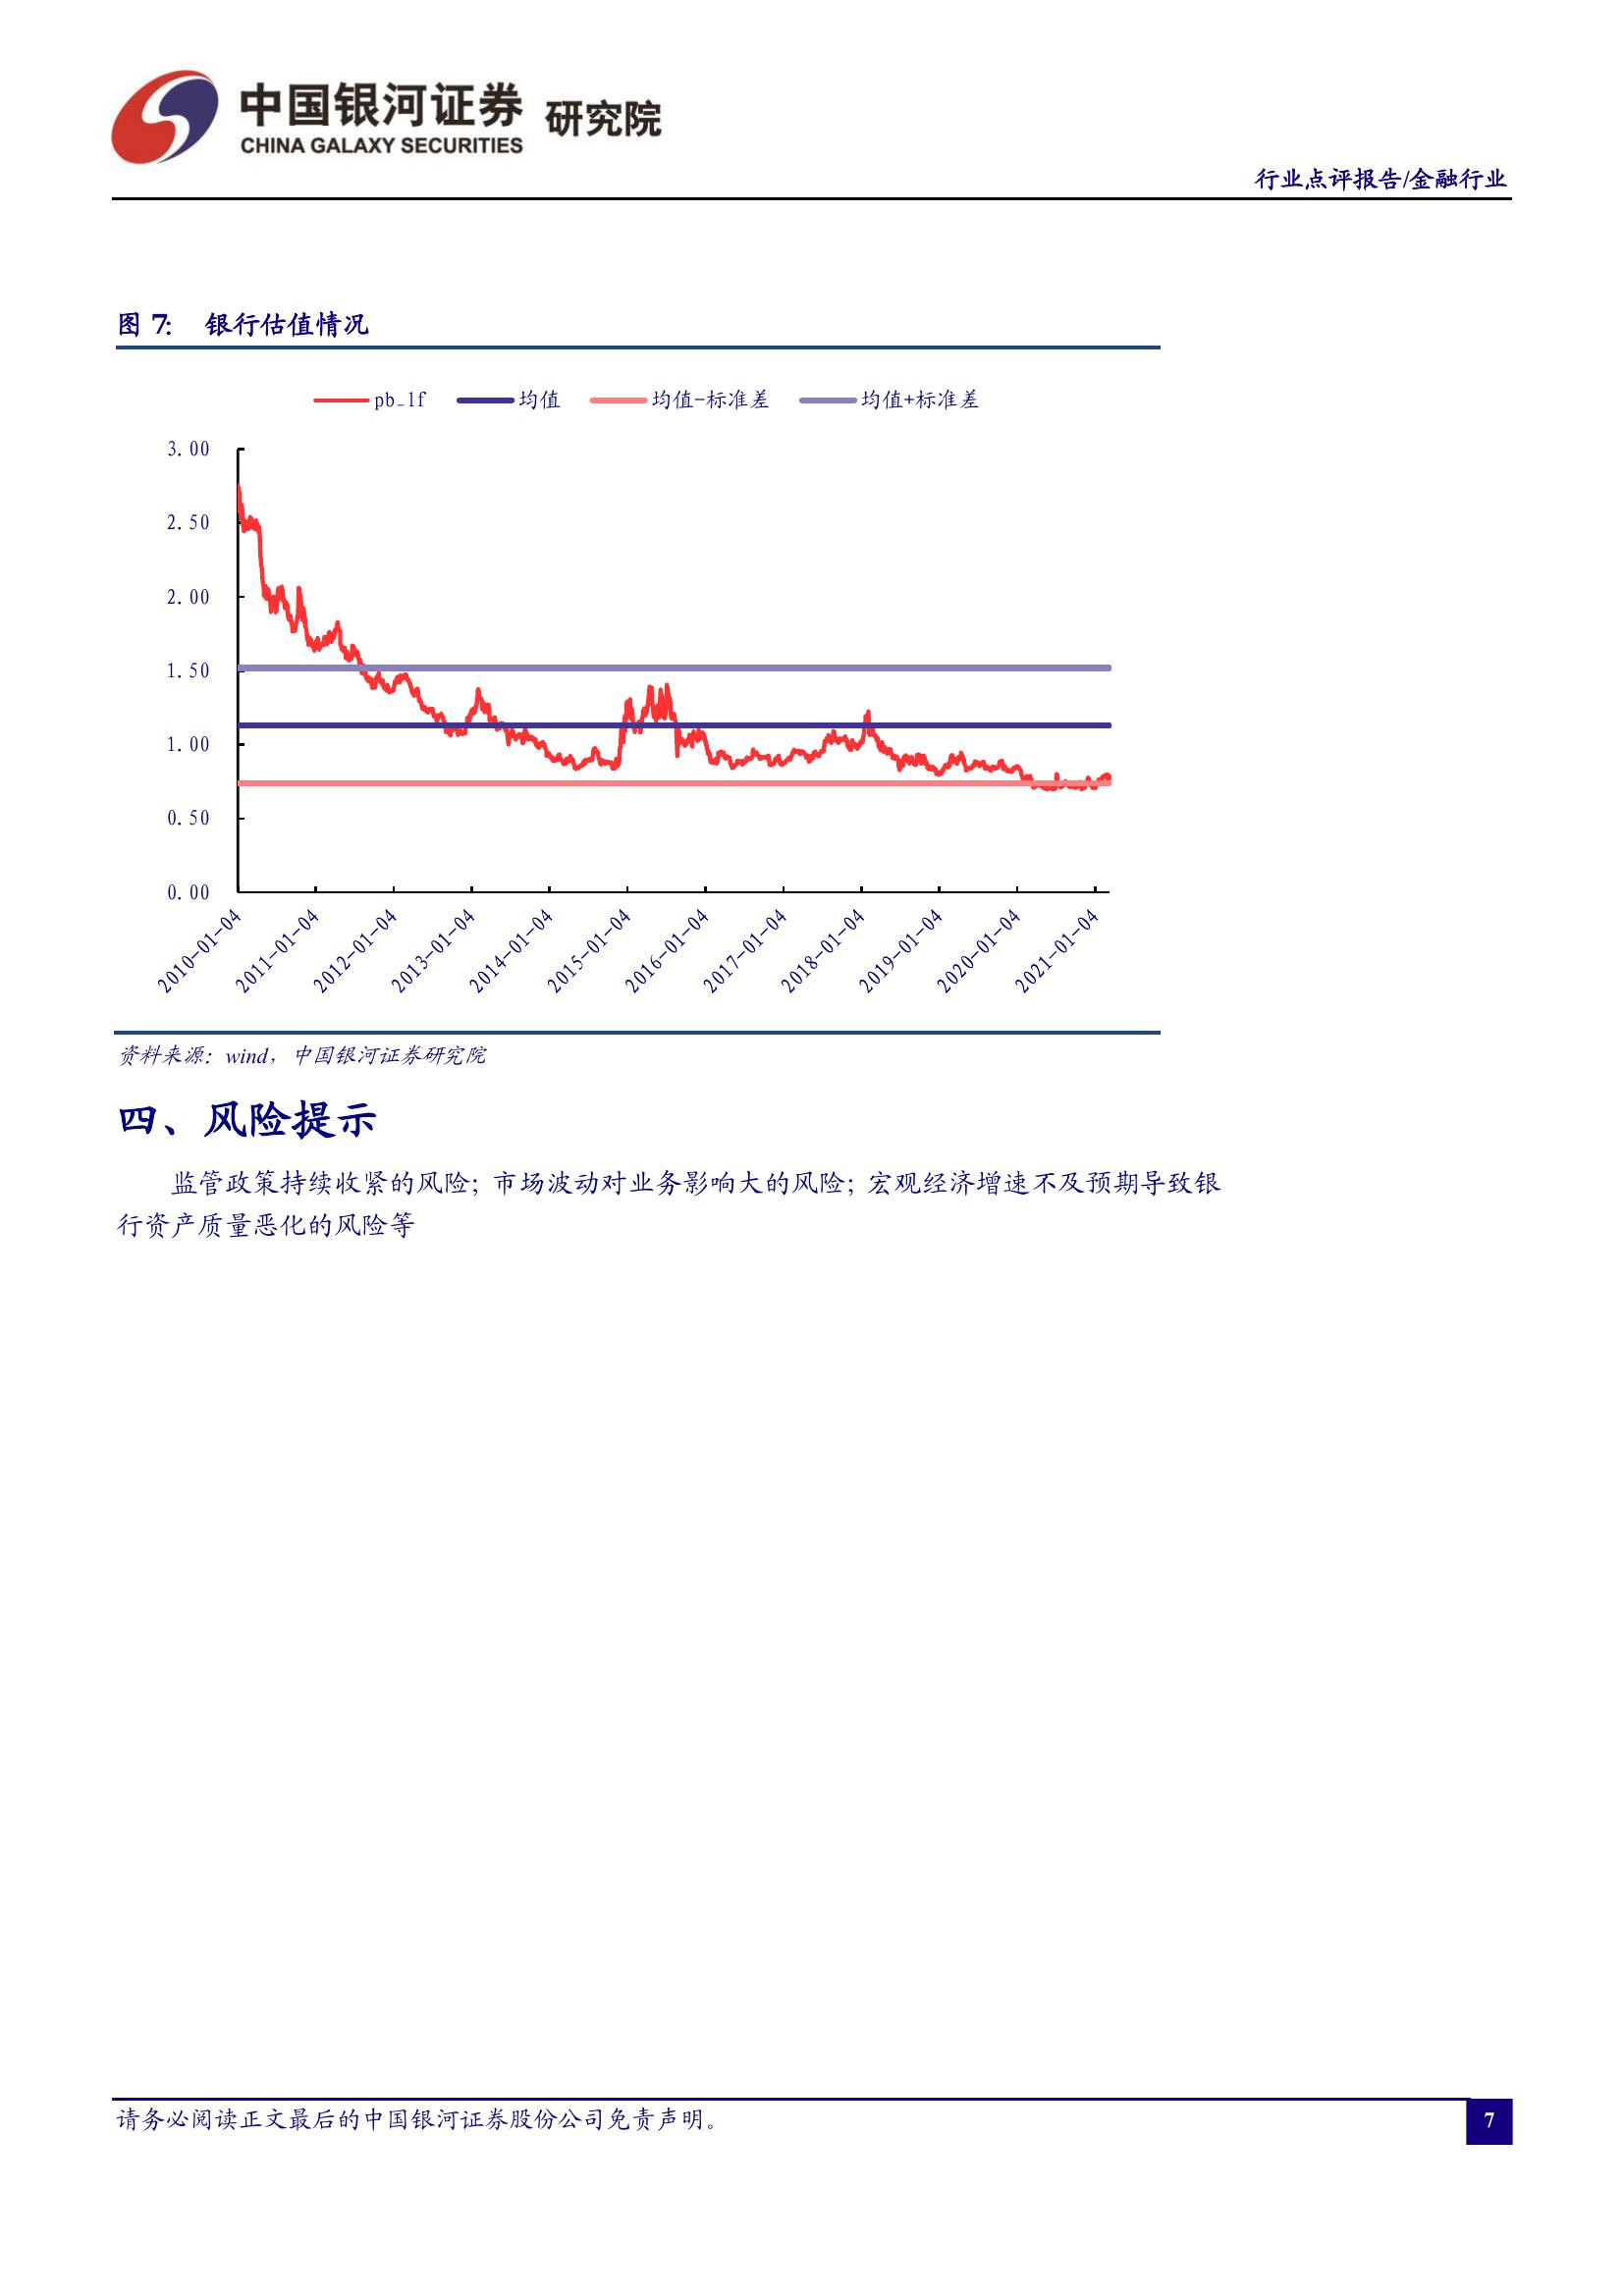 中国银河证券 研究院
CHINA GALAXY SECURITIES
行业点评报告/金融行业
图 7: 银行估值情况
pb_lf 均值 均值-标准差 均值+标准差
3.00
2.50
2.00
1.50
1.00
0.50
0.00
2010-01-04
2011-01-04
2012-01-04
2013-01-04
2014-01-04
2015-01-04
2016-01-04
2017-01-04
2018-01-04
2019-01-04
2020-01-04
2021-01-04
资料来源：wind，中国银河证券研究院
四、风险提示
监管政策持续收紧的风险；市场波动对业务影响大的风险；宏观经济增速不及预期导致银
行资产质量恶化的风险等
请务必阅读正文最后的中国银河证券股份公司免责声明。
7